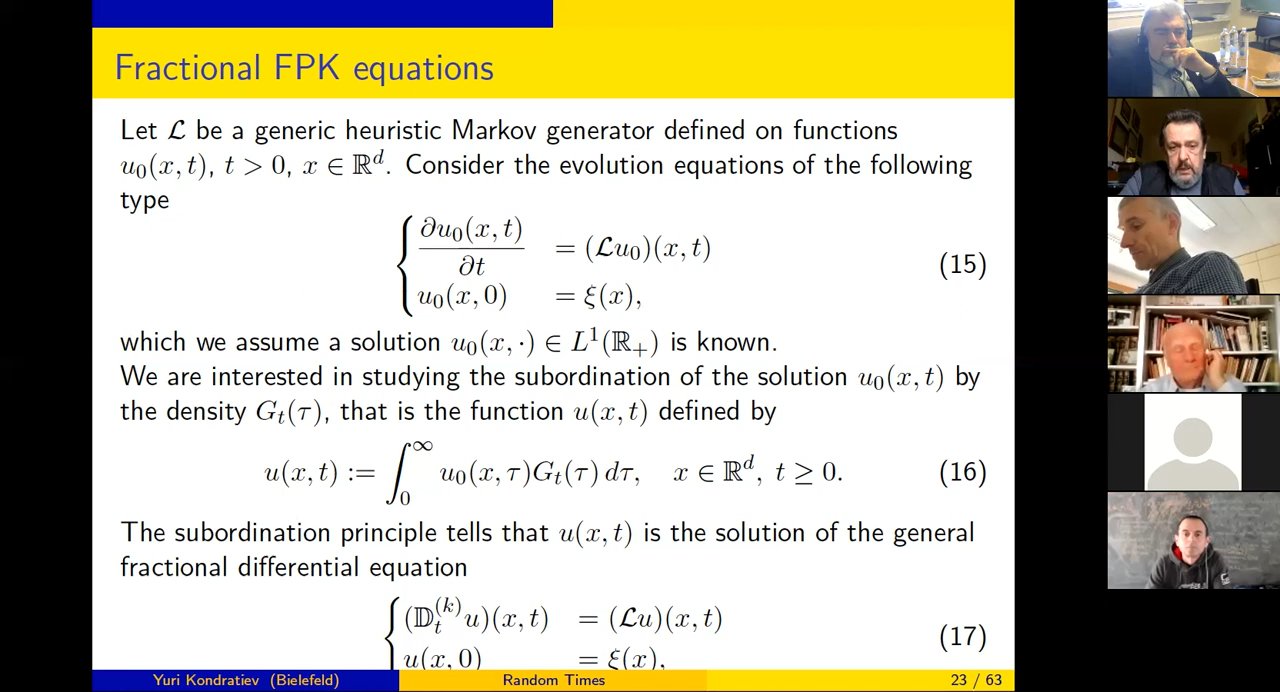 Fractional FPK equations
Let ℒ be a generic heuristic Markov generator defined on functions
u₀(x, t), t > 0, x ∈ ℝᵈ. Consider the evolution equations of the following
type
{ ∂u₀(x, t)/∂t = (ℒu₀)(x, t)
u₀(x, 0) = ξ(x), (15)
which we assume a solution u₀(x, ·) ∈ L¹(ℝ₊) is known.
We are interested in studying the subordination of the solution u₀(x, t) by
the density Gₜ(τ), that is the function u(x, t) defined by
u(x, t) := ∫₀^∞ u₀(x, τ)Gₜ(τ) dτ, x ∈ ℝᵈ, t ≥ 0. (16)
The subordination principle tells that u(x, t) is the solution of the general
fractional differential equation
{ (𝔻ₜ⁽ᵏ⁾u)(x, t) = (ℒu)(x, t)
u(x, 0) = ξ(x), (17)
Yuri Kondratiev (Bielefeld) Random Times 23 / 63